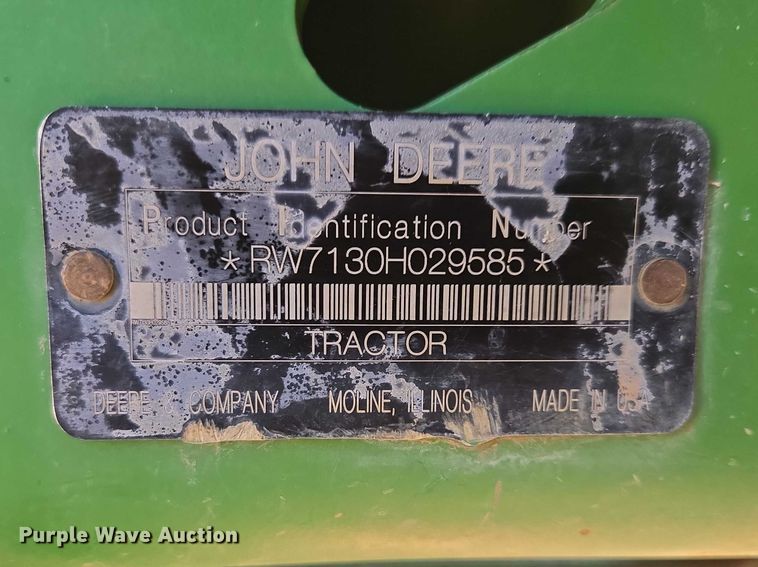 JOHN DEERE
Product Identification Number
*RW7130H029585*
TRACTOR
DEERE & COMPANY MOLINE, ILLINOIS MADE IN USA
Purple Wave Auction